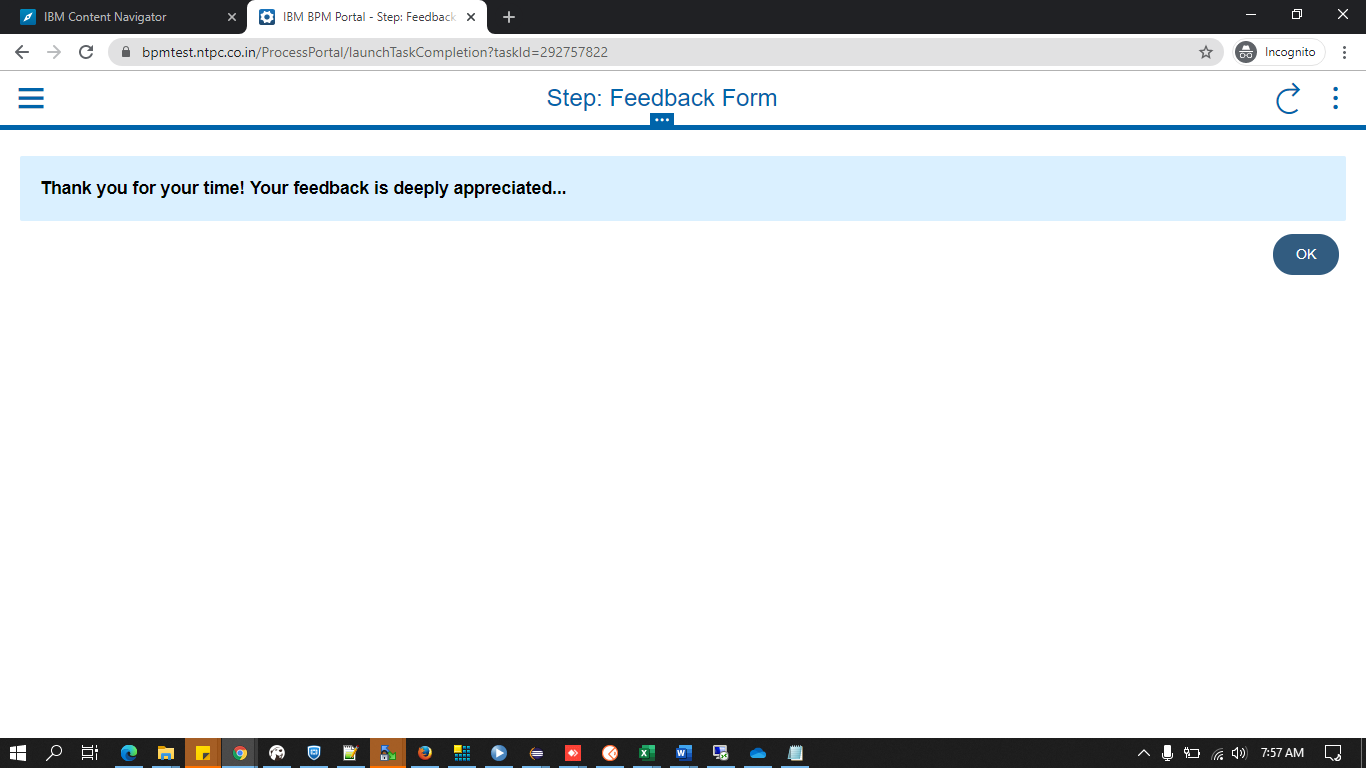 IBM Content Navigator
IBM BPM Portal - Step: Feedback
bpmtest.ntpc.co.in/ProcessPortal/launchTaskCompletion?taskId=292757822
Incognito
Step: Feedback Form
Thank you for your time! Your feedback is deeply appreciated...
OK
7:57 AM